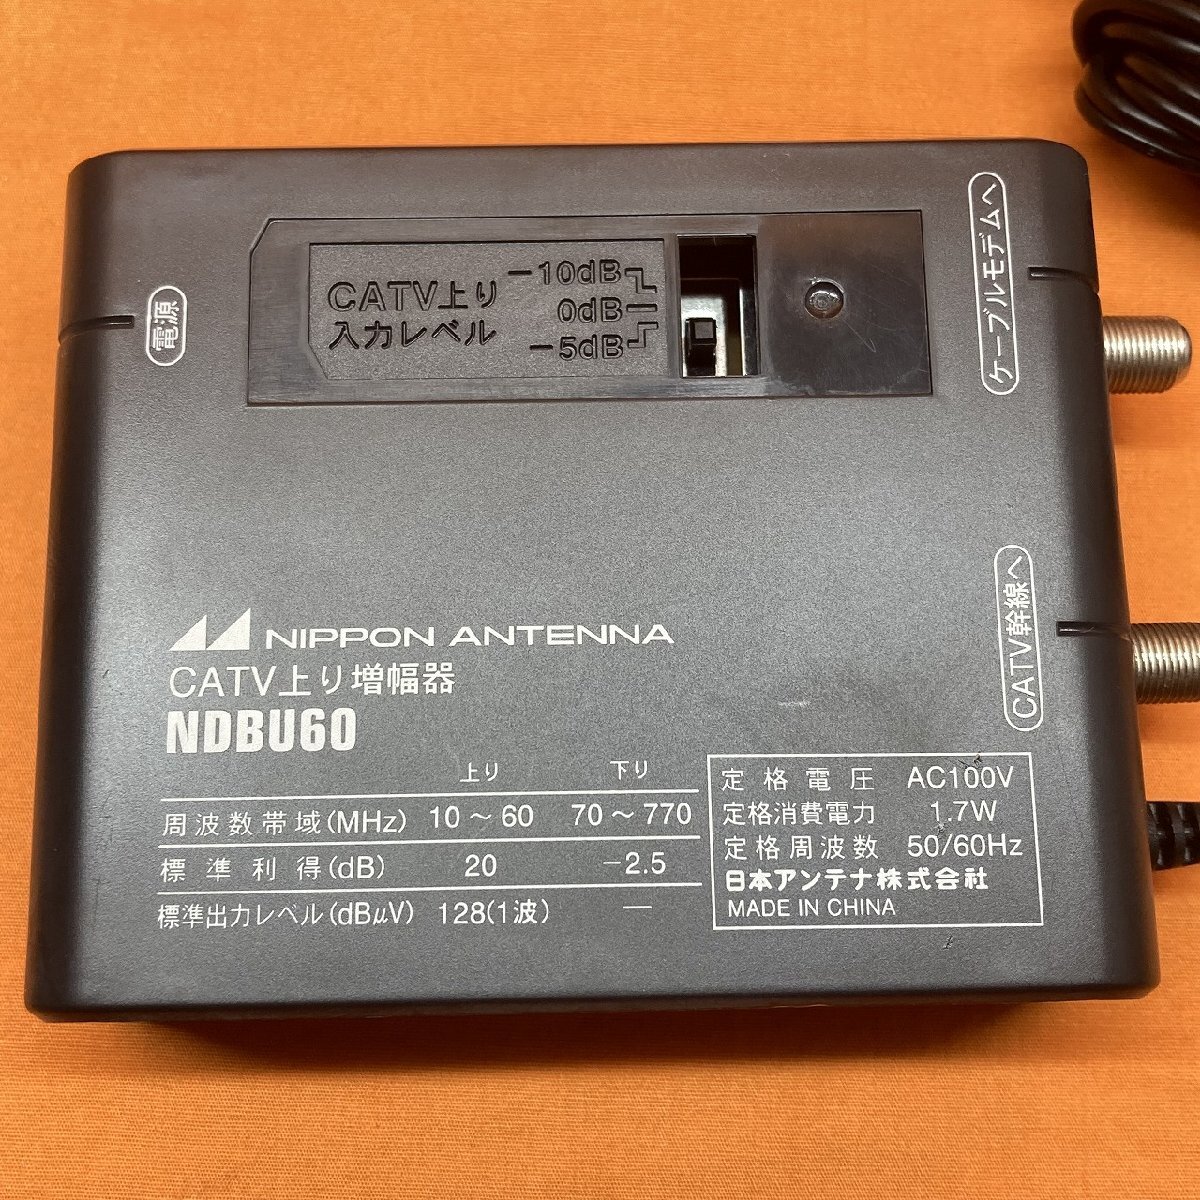 電源
CATV上り
入力レベル
−10dB
0dB
−5dB
ケーブルモデムへ
CATV幹線へ
NIPPON ANTENNA
CATV上り増幅器
NDBU60
上り 下り
周波数帯域(MHz) 10～60 70～770
標準利得(dB) 20 −2.5
標準出力レベル(dBμV) 128(1波) —
定格電圧 AC100V
定格消費電力 1.7W
定格周波数 50/60Hz
日本アンテナ株式会社
MADE IN CHINA